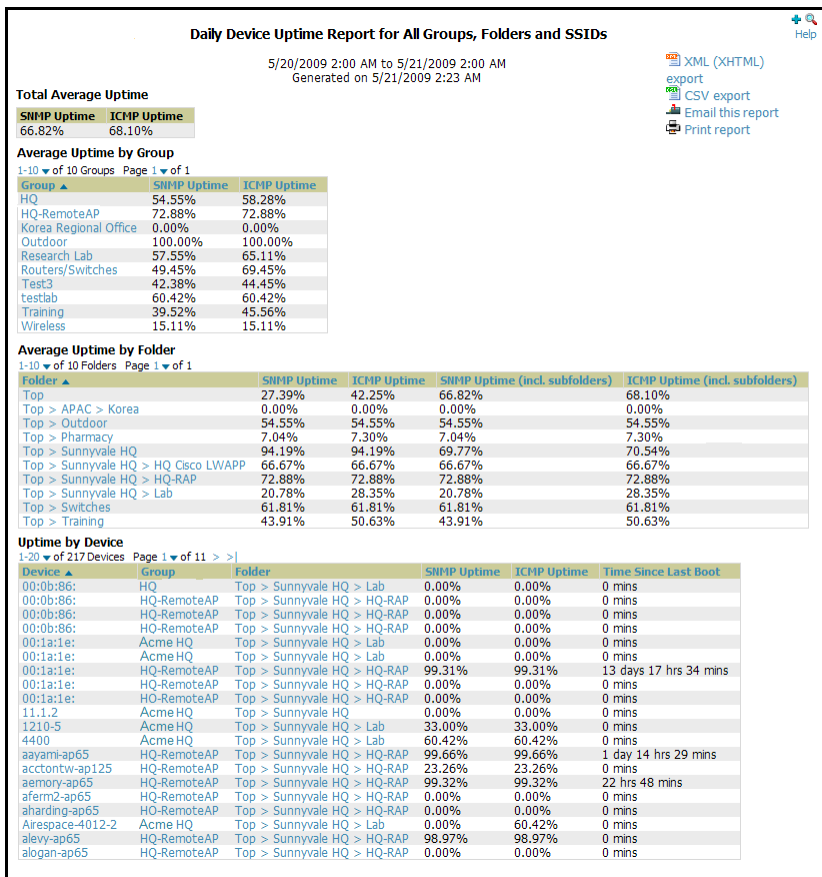 Daily Device Uptime Report for All Groups, Folders and SSIDs
Help
5/20/2009 2:00 AM to 5/21/2009 2:00 AM
Generated on 5/21/2009 2:23 AM
XML (XHTML)
export
CSV export
Email this report
Print report
Total Average Uptime
SNMP Uptime ICMP Uptime
66.82% 68.10%
Average Uptime by Group
1-10 of 10 Groups Page 1 of 1
Group SNMP Uptime ICMP Uptime
HQ 54.55% 58.28%
HQ-RemoteAP 72.88% 72.88%
Korea Regional Office 0.00% 0.00%
Outdoor 100.00% 100.00%
Research Lab 57.55% 65.11%
Routers/Switches 49.45% 69.45%
Test3 42.38% 44.45%
testlab 60.42% 60.42%
Training 39.52% 45.56%
Wireless 15.11% 15.11%
Average Uptime by Folder
1-10 of 10 Folders Page 1 of 1
Folder SNMP Uptime ICMP Uptime SNMP Uptime (incl. subfolders) ICMP Uptime (incl. subfolders)
Top 27.39% 42.25% 66.82% 68.10%
Top > APAC > Korea 0.00% 0.00% 0.00% 0.00%
Top > Outdoor 54.55% 54.55% 54.55% 54.55%
Top > Pharmacy 7.04% 7.30% 7.04% 7.30%
Top > Sunnyvale HQ 94.19% 94.19% 69.77% 70.54%
Top > Sunnyvale HQ > HQ Cisco LWAPP 66.67% 66.67% 66.67% 66.67%
Top > Sunnyvale HQ > HQ-RAP 72.88% 72.88% 72.88% 72.88%
Top > Sunnyvale HQ > Lab 20.78% 28.35% 20.78% 28.35%
Top > Switches 61.81% 61.81% 61.81% 61.81%
Top > Training 43.91% 50.63% 43.91% 50.63%
Uptime by Device
1-20 of 217 Devices Page 1 of 11 > >|
Device Group Folder SNMP Uptime ICMP Uptime Time Since Last Boot
00:0b:86: HQ Top > Sunnyvale HQ > Lab 0.00% 0.00% 0 mins
00:0b:86: HQ-RemoteAP Top > Sunnyvale HQ > HQ-RAP 0.00% 0.00% 0 mins
00:0b:86: HQ-RemoteAP Top > Sunnyvale HQ > HQ-RAP 0.00% 0.00% 0 mins
00:0b:86: HQ-RemoteAP Top > Sunnyvale HQ > HQ-RAP 0.00% 0.00% 0 mins
00:1a:1e: Acme HQ Top > Sunnyvale HQ > Lab 0.00% 0.00% 0 mins
00:1a:1e: Acme HQ Top > Sunnyvale HQ > Lab 0.00% 0.00% 0 mins
00:1a:1e: HQ-RemoteAP Top > Sunnyvale HQ > HQ-RAP 99.31% 99.31% 13 days 17 hrs 34 mins
00:1a:1e: HQ-RemoteAP Top > Sunnyvale HQ > HQ-RAP 0.00% 0.00% 0 mins
00:1a:1e: HQ-RemoteAP Top > Sunnyvale HQ > HQ-RAP 0.00% 0.00% 0 mins
11.1.2 Acme HQ Top > Sunnyvale HQ 0.00% 0.00% 0 mins
1210-5 Acme HQ Top > Sunnyvale HQ > Lab 33.00% 33.00% 0 mins
4400 Acme HQ Top > Sunnyvale HQ > Lab 60.42% 60.42% 0 mins
aayami-ap65 HQ-RemoteAP Top > Sunnyvale HQ > HQ-RAP 99.66% 99.66% 1 day 14 hrs 29 mins
acctontw-ap125 HQ-RemoteAP Top > Sunnyvale HQ > HQ-RAP 23.26% 23.26% 0 mins
aemory-ap65 HQ-RemoteAP Top > Sunnyvale HQ > HQ-RAP 99.32% 99.32% 22 hrs 48 mins
aferm2-ap65 HQ-RemoteAP Top > Sunnyvale HQ > HQ-RAP 0.00% 0.00% 0 mins
aharding-ap65 HQ-RemoteAP Top > Sunnyvale HQ > HQ-RAP 0.00% 0.00% 0 mins
Airespace-4012-2 Acme HQ Top > Sunnyvale HQ > Lab 0.00% 60.42% 0 mins
alevy-ap65 HQ-RemoteAP Top > Sunnyvale HQ > HQ-RAP 98.97% 98.97% 0 mins
alogan-ap65 HQ-RemoteAP Top > Sunnyvale HQ > HQ-RAP 0.00% 0.00% 0 mins